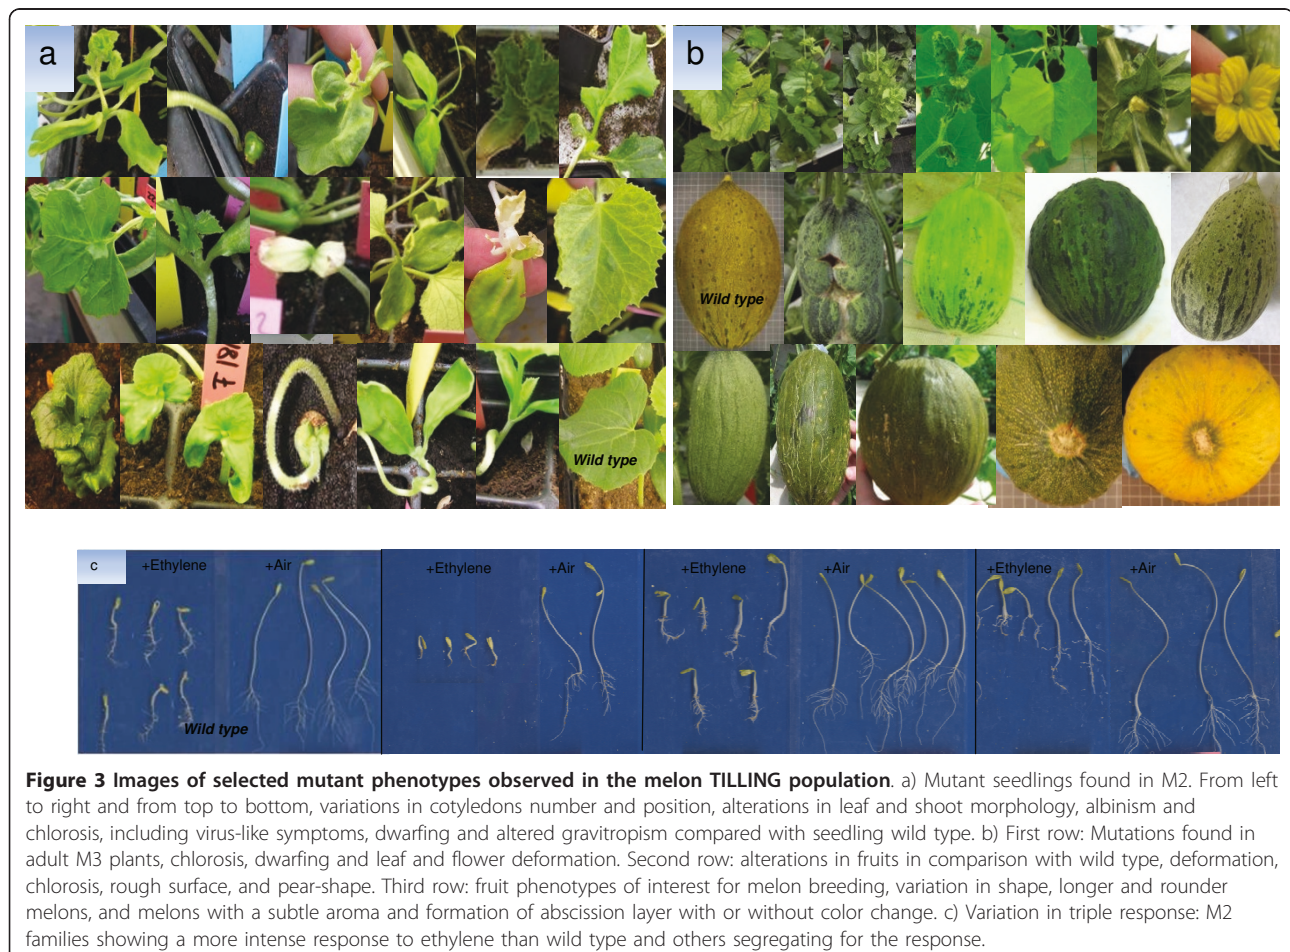 a
b
Wild type
Wild type
c
+Ethylene
+Air
+Ethylene
+Air
+Ethylene
+Air
+Ethylene
+Air
Wild type
Figure 3 Images of selected mutant phenotypes observed in the melon TILLING population. a) Mutant seedlings found in M2. From left
to right and from top to bottom, variations in cotyledons number and position, alterations in leaf and shoot morphology, albinism and
chlorosis, including virus-like symptoms, dwarfing and altered gravitropism compared with seedling wild type. b) First row: Mutations found in
adult M3 plants, chlorosis, dwarfing and leaf and flower deformation. Second row: alterations in fruits in comparison with wild type, deformation,
chlorosis, rough surface, and pear-shape. Third row: fruit phenotypes of interest for melon breeding, variation in shape, longer and rounder
melons, and melons with a subtle aroma and formation of abscission layer with or without color change. c) Variation in triple response: M2
families showing a more intense response to ethylene than wild type and others segregating for the response.